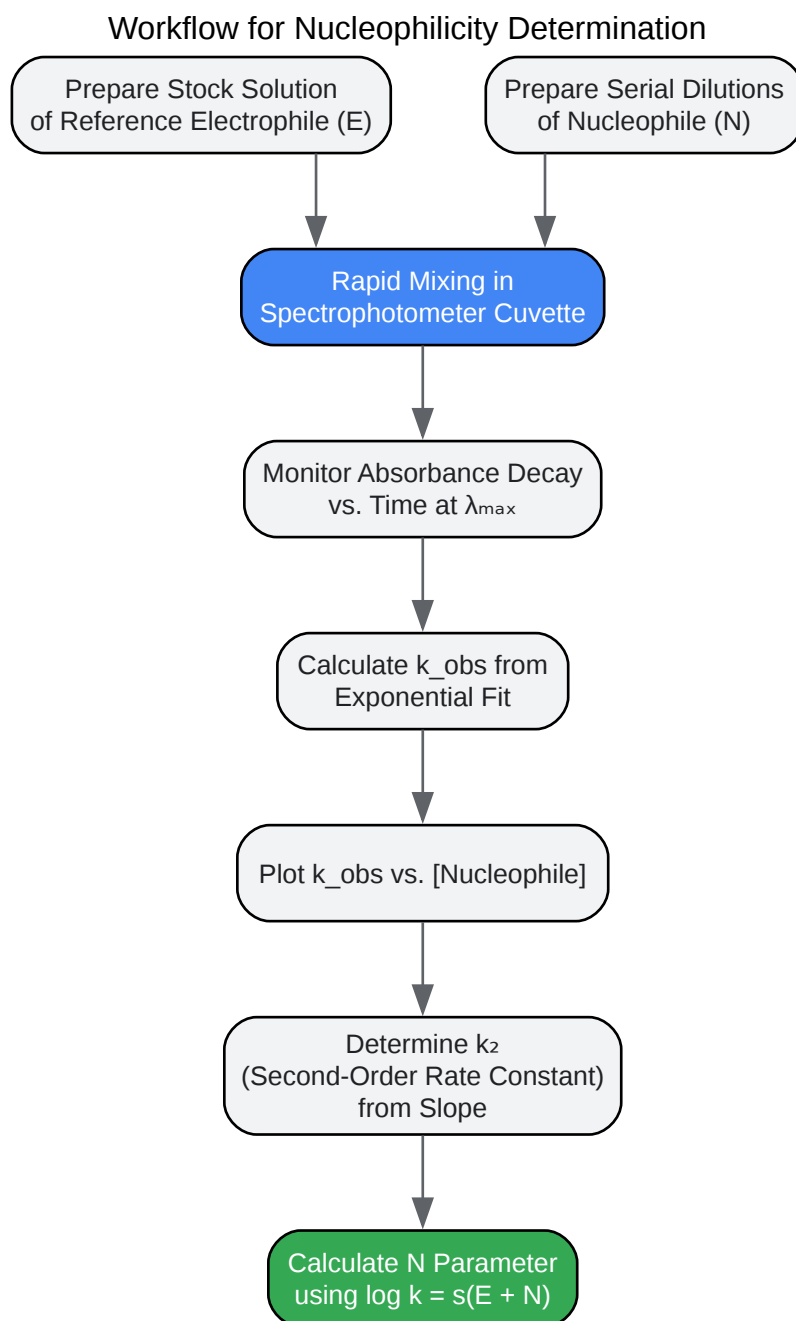 Workflow for Nucleophilicity Determination
Prepare Stock Solution
of Reference Electrophile (E)
Prepare Serial Dilutions
of Nucleophile (N)
Rapid Mixing in
Spectrophotometer Cuvette
Monitor Absorbance Decay
vs. Time at λₘₐₓ
Calculate k_obs from
Exponential Fit
Plot k_obs vs. [Nucleophile]
Determine k₂
(Second-Order Rate Constant)
from Slope
Calculate N Parameter
using log k = s(E + N)